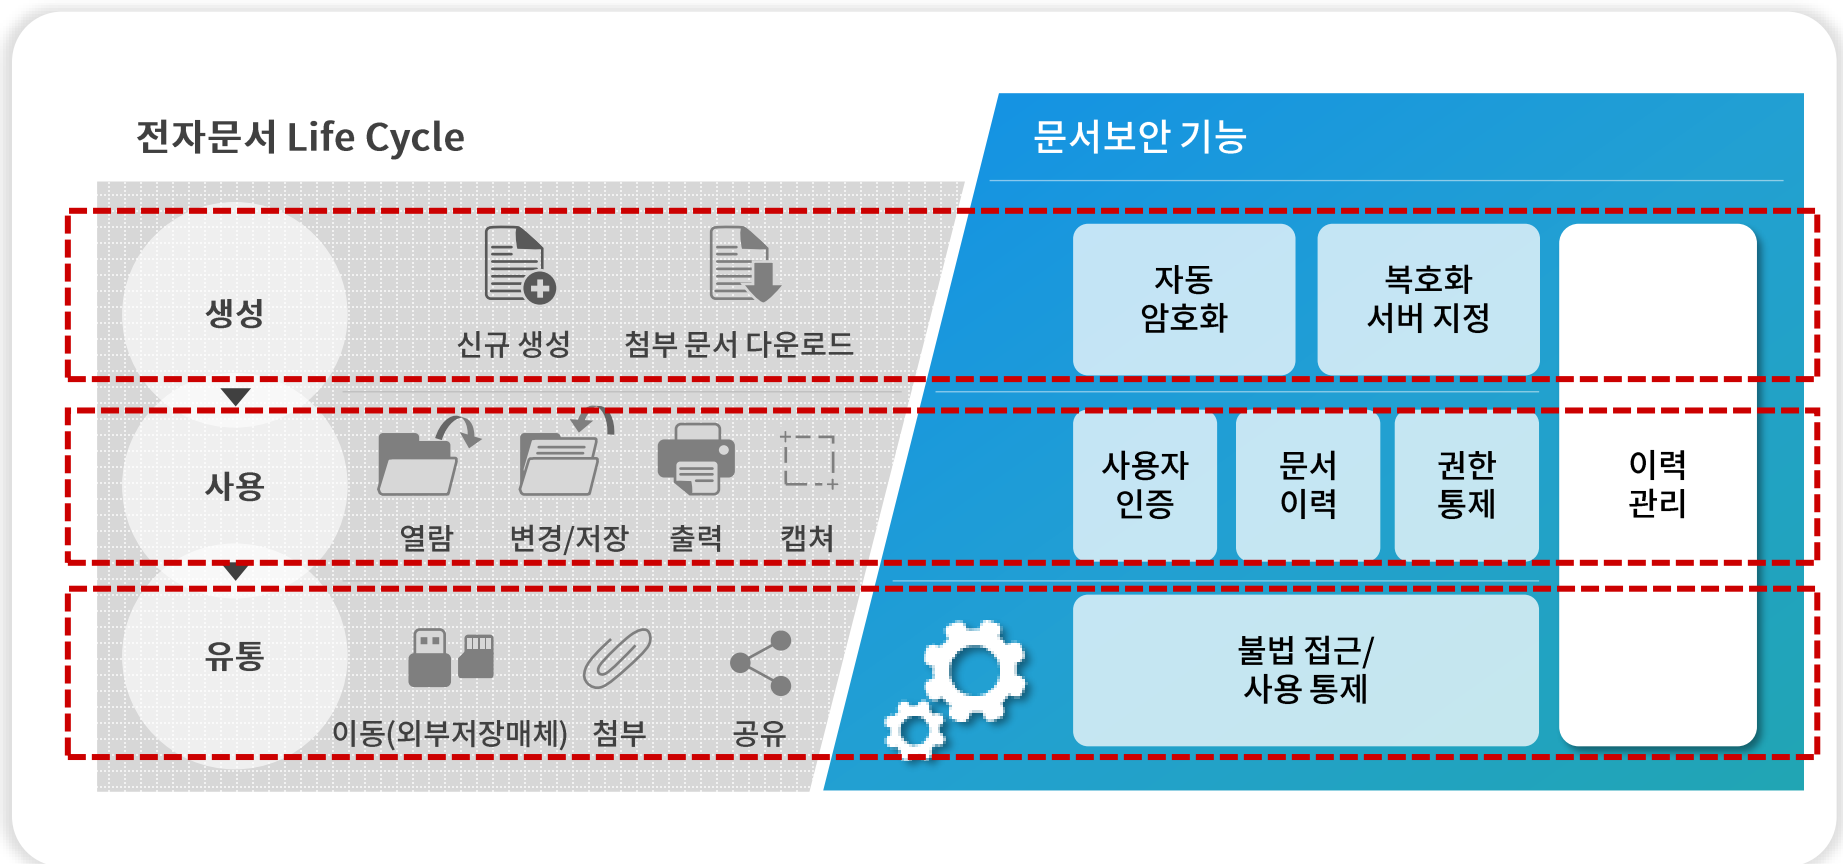 전자문서 Life Cycle
문서보안 기능
생성
신규 생성
첨부 문서 다운로드
자동
암호화
복호화
서버 지정
사용
열람
변경/저장
출력
캡쳐
사용자
인증
문서
이력
권한
통제
이력
관리
유통
이동(외부저장매체)
첨부
공유
불법 접근/
사용 통제